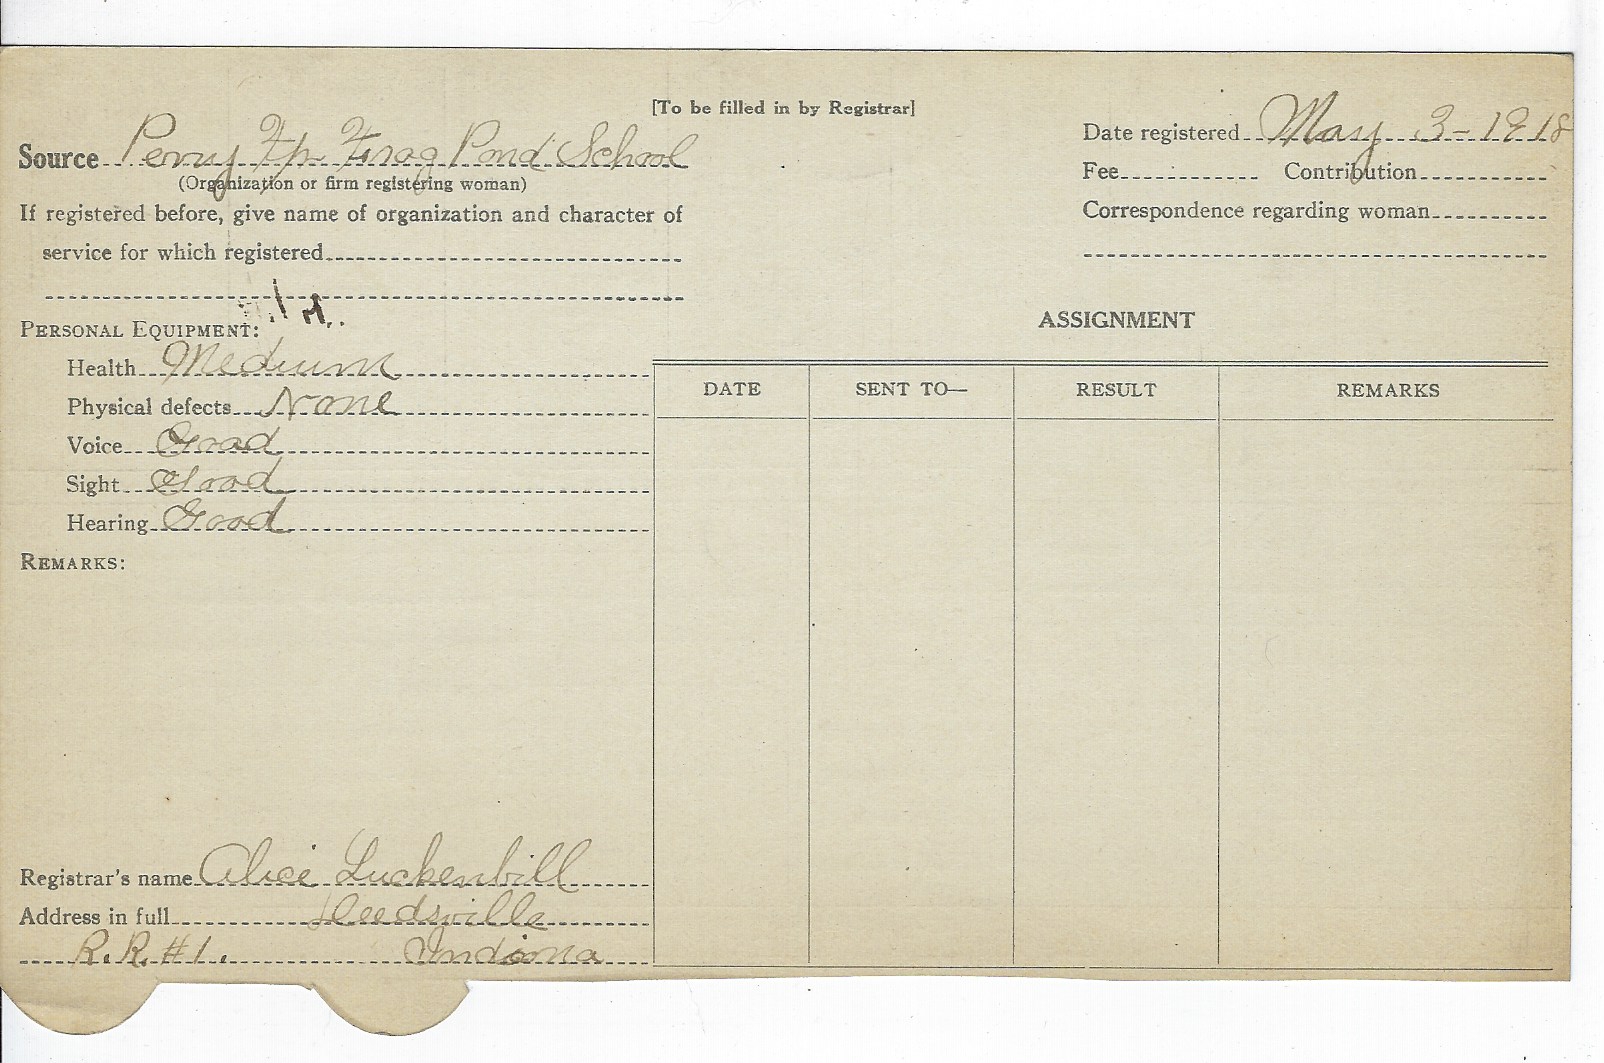 [To be filled in by Registrar]
Source Perry Tp. Frog Pond School
(Organization or firm registering woman)
If registered before, give name of organization and character of
service for which registered
Date registered May 3-1918
Fee Contribution
Correspondence regarding woman
PERSONAL EQUIPMENT:
Health Medium
Physical defects None
Voice Good
Sight Good
Hearing Good
REMARKS:
ASSIGNMENT
DATE SENT TO— RESULT REMARKS
Registrar's name Alice Luckenbill
Address in full Deedsville
R.R. #1. Indiana